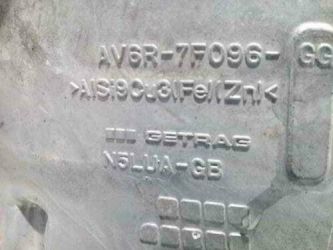 AV6R-7F096-GG
>AlSi9Cu3(Fe)(Zn)<
GETRAG
N5LUA-GB